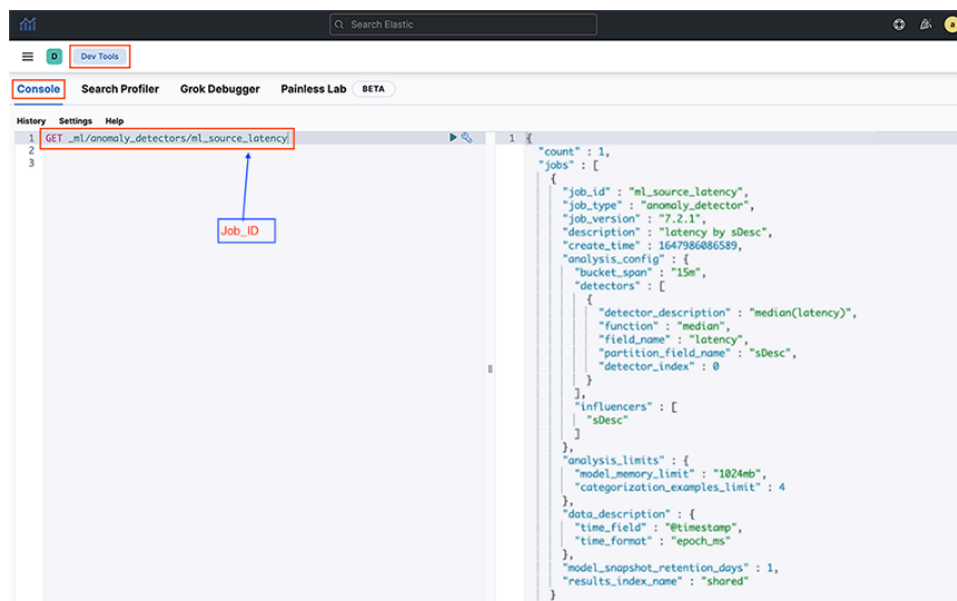 Search Elastic
a
D Dev Tools
Console Search Profiler Grok Debugger Painless Lab BETA
History Settings Help
1 GET _ml/anomaly_detectors/ml_source_latency
2
3
Job_ID
1 {
"count" : 1,
"jobs" : [
{
"job_id" : "ml_source_latency",
"job_type" : "anomaly_detector",
"job_version" : "7.2.1",
"description" : "latency by sDesc",
"create_time" : 1647986086589,
"analysis_config" : {
"bucket_span" : "15m",
"detectors" : [
{
"detector_description" : "median(latency)",
"function" : "median",
"field_name" : "latency",
"partition_field_name" : "sDesc",
"detector_index" : 0
}
],
"influencers" : [
"sDesc"
]
},
"analysis_limits" : {
"model_memory_limit" : "1024mb",
"categorization_examples_limit" : 4
},
"data_description" : {
"time_field" : "@timestamp",
"time_format" : "epoch_ms"
},
"model_snapshot_retention_days" : 1,
"results_index_name" : "shared"
}